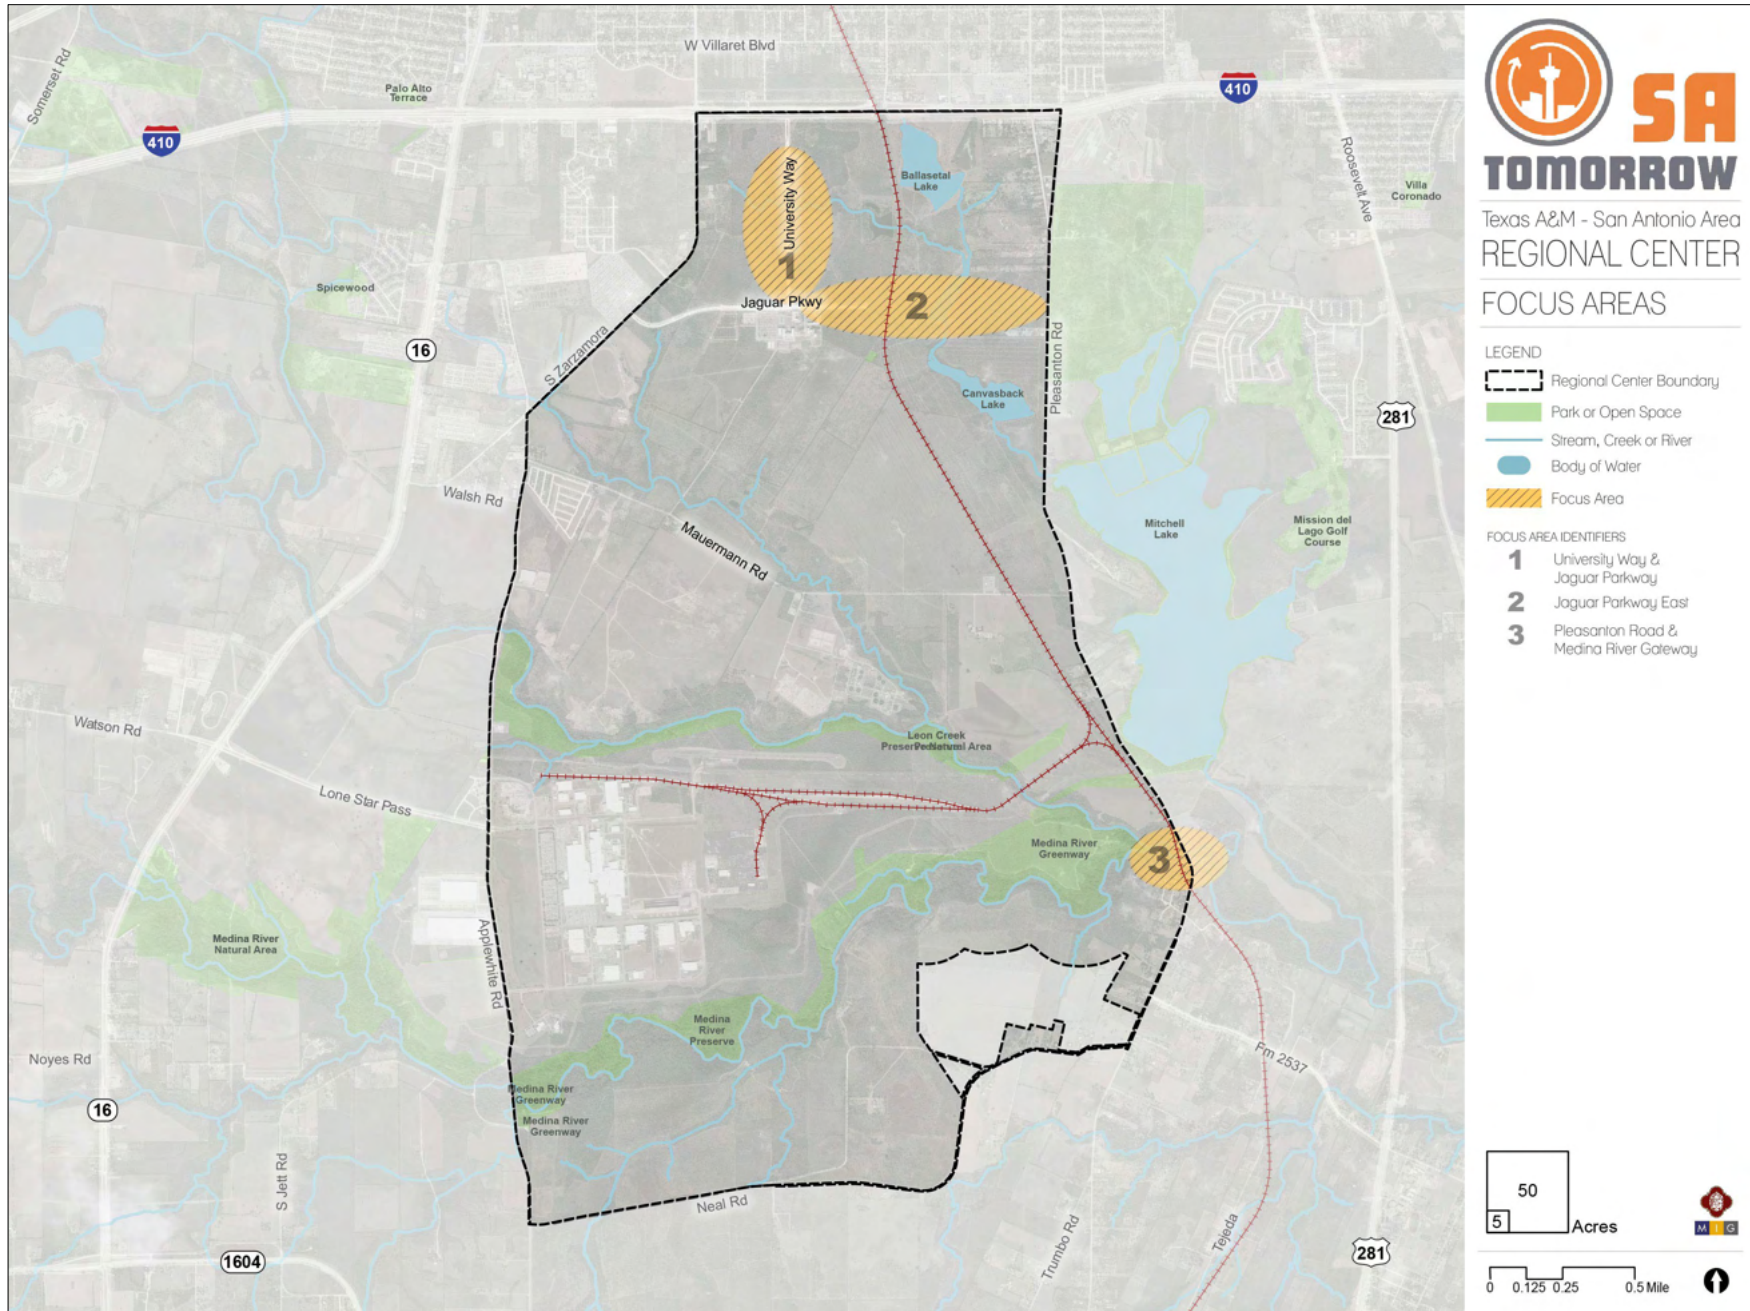 W Villaret Blvd
Somerset Rd
Palo Alto
Terrace
410
410
Roosevelt Ave
Villa
Coronado
University Way
Ballasetal
Lake
1
Jaguar Pkwy
2
Spicewood
16
S Zarzamora
Pleasanton Rd
Canvasback
Lake
281
Walsh Rd
Mauermann Rd
Mitchell
Lake
Mission del
Lago Golf
Course
Watson Rd
Leon Creek
Lone Star Pass
Medina River
Greenway
3
Medina River
Natural Area
Applewhite Rd
Medina
River
Preserve
Noyes Rd
Fm 2537
16
Medina River
Greenway
Medina River
Greenway
S Jett Rd
Neal Rd
Trumbo Rd
Tejeda
1604
281
SA
TOMORROW
Texas A&M - San Antonio Area
REGIONAL CENTER
FOCUS AREAS
LEGEND
Regional Center Boundary
Park or Open Space
Stream, Creek or River
Body of Water
Focus Area
FOCUS AREA IDENTIFIERS
1 University Way &
Jaguar Parkway
2 Jaguar Parkway East
3 Pleasanton Road &
Medina River Gateway
50
5
Acres
M I G
0 0.125 0.25 0.5 Mile